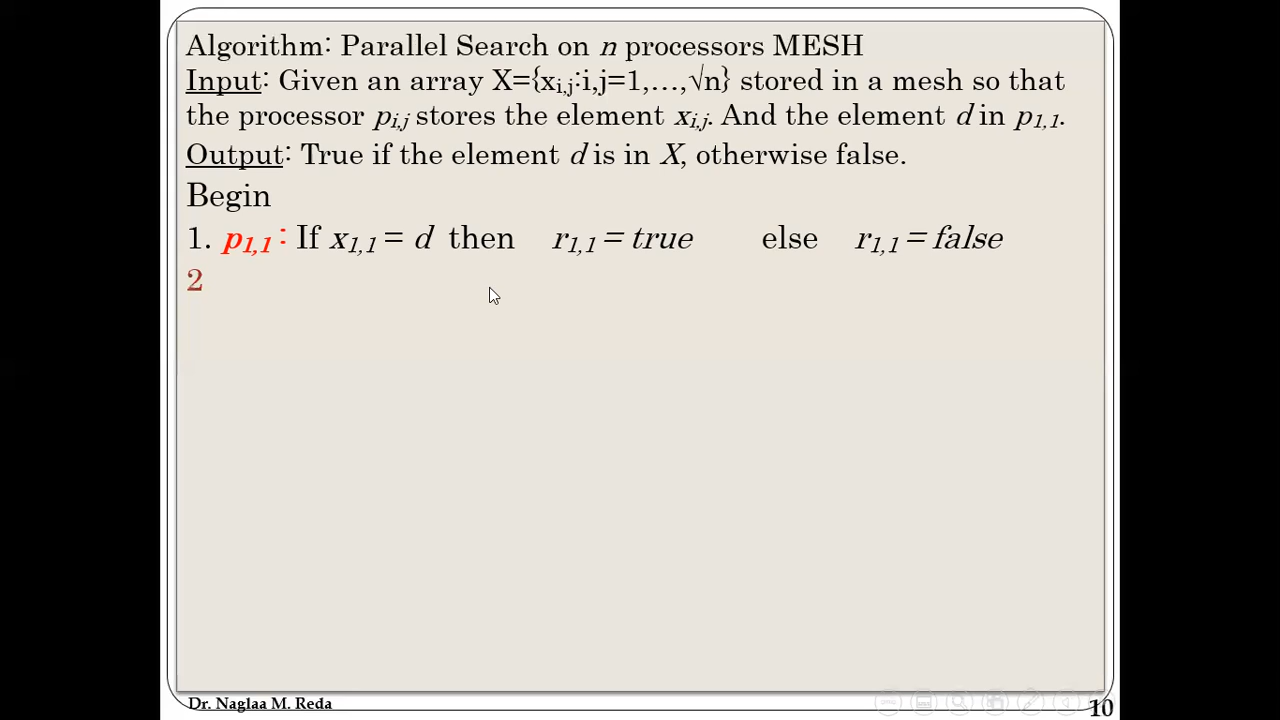 Algorithm: Parallel Search on n processors MESH
Input: Given an array X={xi,j:i,j=1,…,√n} stored in a mesh so that
the processor pi,j stores the element xi,j. And the element d in p1,1.
Output: True if the element d is in X, otherwise false.
Begin
1. p1,1 : If x1,1 = d then r1,1 = true else r1,1 = false
2
Dr. Naglaa M. Reda
10